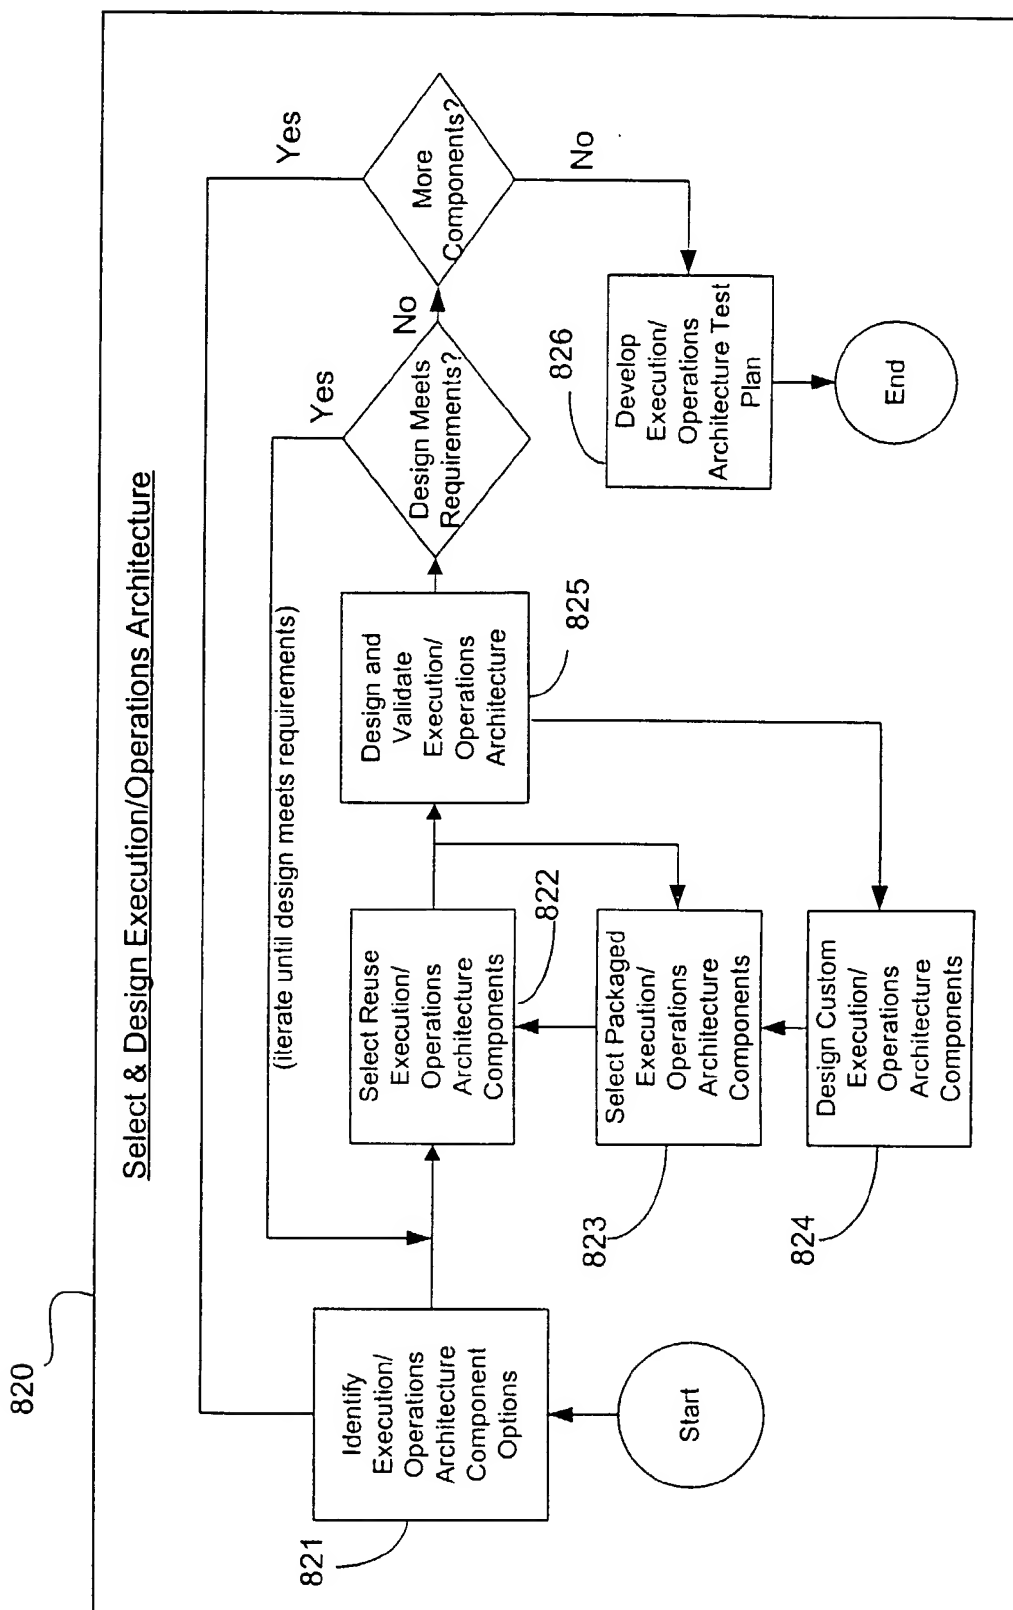 820
Select & Design Execution/Operations Architecture
Yes
(iterate until design meets requirements)
Yes
821
Identify
Execution/
Operations
Architecture
Component
Options
Start
Select Reuse
Execution/
Operations
Architecture
Components
822
Select Packaged
Execution/
Operations
Architecture
Components
823
Design Custom
Execution/
Operations
Architecture
Components
824
Design and
Validate
Execution/
Operations
Architecture
825
Design Meets
Requirements?
No
More
Components?
No
826
Develop
Execution/
Operations
Architecture Test
Plan
End